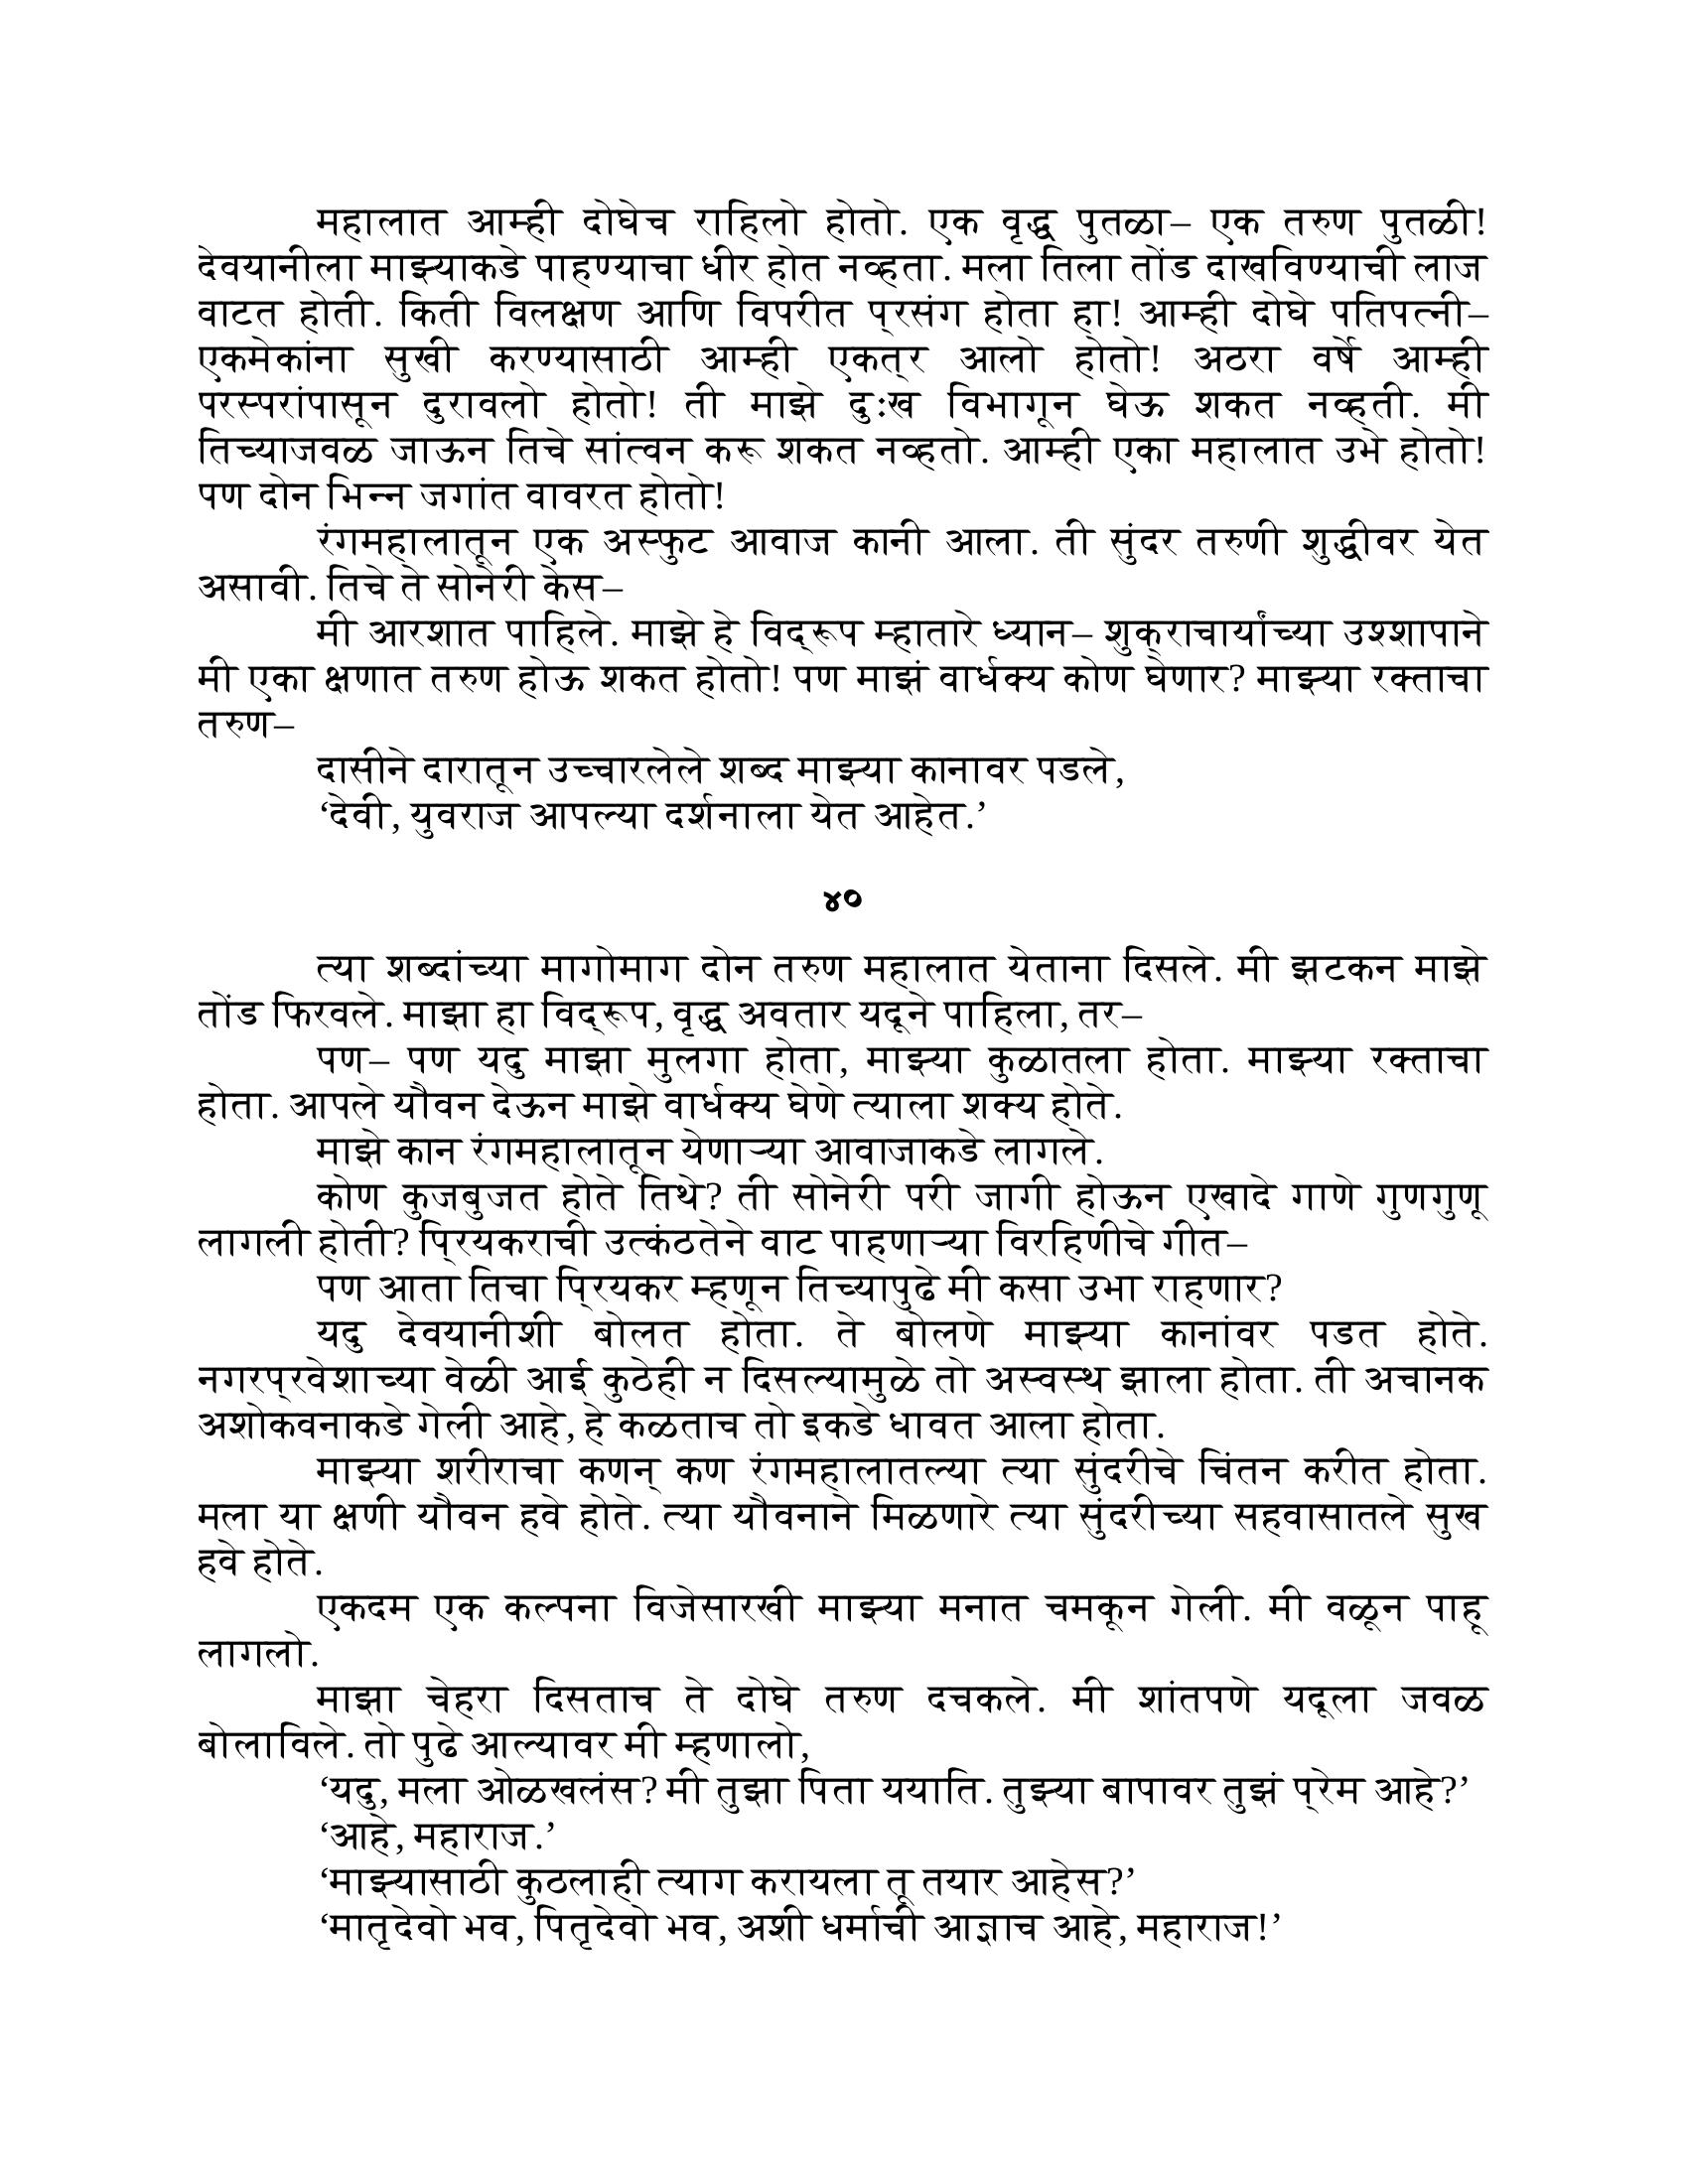 महालात आम्ही दोघेच राहिलो होतो. एक वृद्ध पुतळा– एक तरुण पुतळी!
देवयानीला माझ्याकडे पाहण्याचा धीर होत नव्हता. मला तिला तोंड दाखविण्याची लाज
वाटत होती. किती विलक्षण आणि विपरीत प्रसंग होता हा! आम्ही दोघे पतिपत्नी–
एकमेकांना सुखी करण्यासाठी आम्ही एकत्र आलो होतो! अठरा वर्षे आम्ही
परस्परांपासून दुरावलो होतो! ती माझे दुःख विभागून घेऊ शकत नव्हती. मी
तिच्याजवळ जाऊन तिचे सांत्वन करू शकत नव्हतो. आम्ही एका महालात उभे होतो!
पण दोन भिन्न जगांत वावरत होतो!
रंगमहालातून एक अस्फुट आवाज कानी आला. ती सुंदर तरुणी शुद्धीवर येत
असावी. तिचे ते सोनेरी केस–
मी आरशात पाहिले. माझे हे विद्रूप म्हातारे ध्यान– शुक्राचार्यांच्या उश्शापाने
मी एका क्षणात तरुण होऊ शकत होतो! पण माझं वार्धक्य कोण घेणार? माझ्या रक्ताचा
तरुण–
दासीने दारातून उच्चारलेले शब्द माझ्या कानावर पडले,
‘देवी, युवराज आपल्या दर्शनाला येत आहेत.’
४०
त्या शब्दांच्या मागोमाग दोन तरुण महालात येताना दिसले. मी झटकन माझे
तोंड फिरवले. माझा हा विद्रूप, वृद्ध अवतार यदूने पाहिला, तर–
पण– पण यदु माझा मुलगा होता, माझ्या कुळातला होता. माझ्या रक्ताचा
होता. आपले यौवन देऊन माझे वार्धक्य घेणे त्याला शक्य होते.
माझे कान रंगमहालातून येणाऱ्या आवाजाकडे लागले.
कोण कुजबुजत होते तिथे? ती सोनेरी परी जागी होऊन एखादे गाणे गुणगुणू
लागली होती? प्रियकराची उत्कंठतेने वाट पाहणाऱ्या विरहिणीचे गीत–
पण आता तिचा प्रियकर म्हणून तिच्यापुढे मी कसा उभा राहणार?
यदु देवयानीशी बोलत होता. ते बोलणे माझ्या कानांवर पडत होते.
नगरप्रवेशाच्या वेळी आई कुठेही न दिसल्यामुळे तो अस्वस्थ झाला होता. ती अचानक
अशोकवनाकडे गेली आहे, हे कळताच तो इकडे धावत आला होता.
माझ्या शरीराचा कणन् कण रंगमहालातल्या त्या सुंदरीचे चिंतन करीत होता.
मला या क्षणी यौवन हवे होते. त्या यौवनाने मिळणारे त्या सुंदरीच्या सहवासातले सुख
हवे होते.
एकदम एक कल्पना विजेसारखी माझ्या मनात चमकून गेली. मी वळून पाहू
लागलो.
माझा चेहरा दिसताच ते दोघे तरुण दचकले. मी शांतपणे यदूला जवळ
बोलाविले. तो पुढे आल्यावर मी म्हणालो,
‘यदु, मला ओळखलंस? मी तुझा पिता ययाति. तुझ्या बापावर तुझं प्रेम आहे?’
‘आहे, महाराज.’
‘माझ्यासाठी कुठलाही त्याग करायला तू तयार आहेस?’
‘मातृदेवो भव, पितृदेवो भव, अशी धर्माची आज्ञाच आहे, महाराज!’